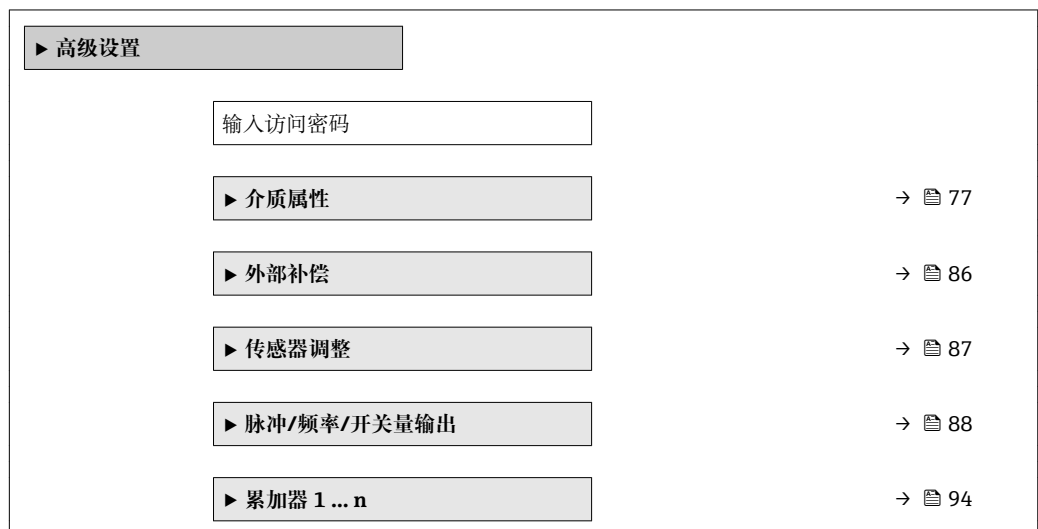 ▶ 高级设置
输入访问密码
▶ 介质属性 → 77
▶ 外部补偿 → 86
▶ 传感器调整 → 87
▶ 脉冲/频率/开关量输出 → 88
▶ 累加器 1 ... n → 94